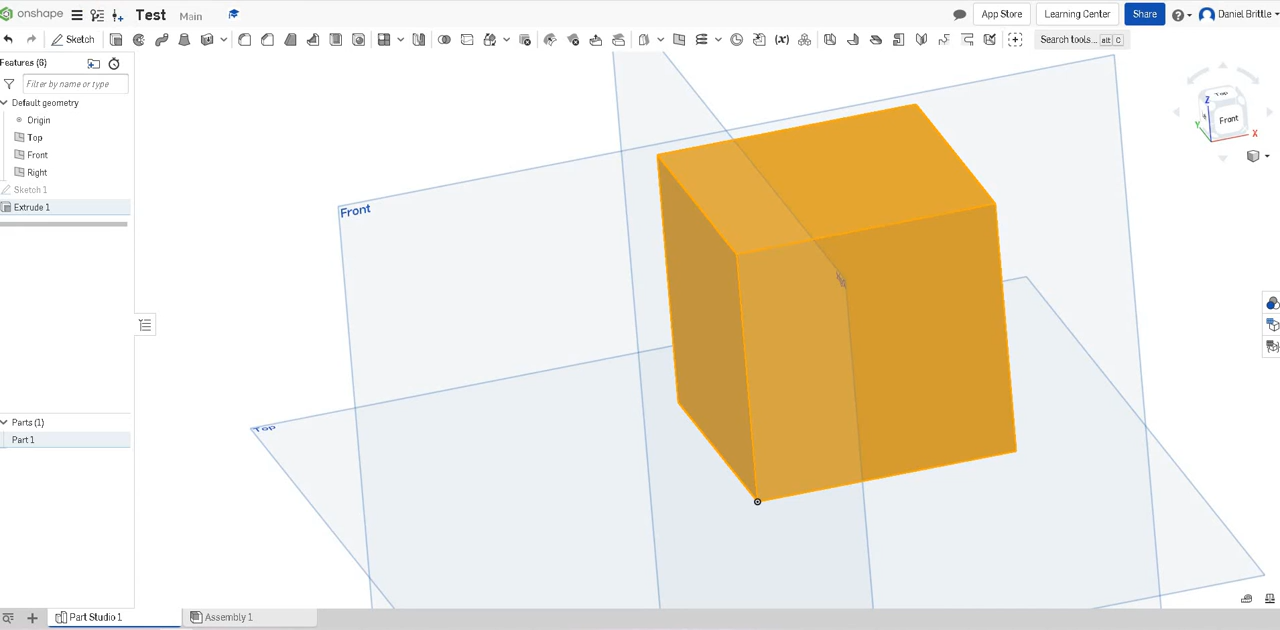 onshape Test Main App Store Learning Center Share Daniel Brittle
Sketch Search tools... alt C
Features (6)
Filter by name or type
Default geometry
Origin
Top
Front
Right
Sketch 1
Extrude 1
Parts (1)
Part 1
Front
Top
Top
Front
Z
Y
X
Part Studio 1 Assembly 1